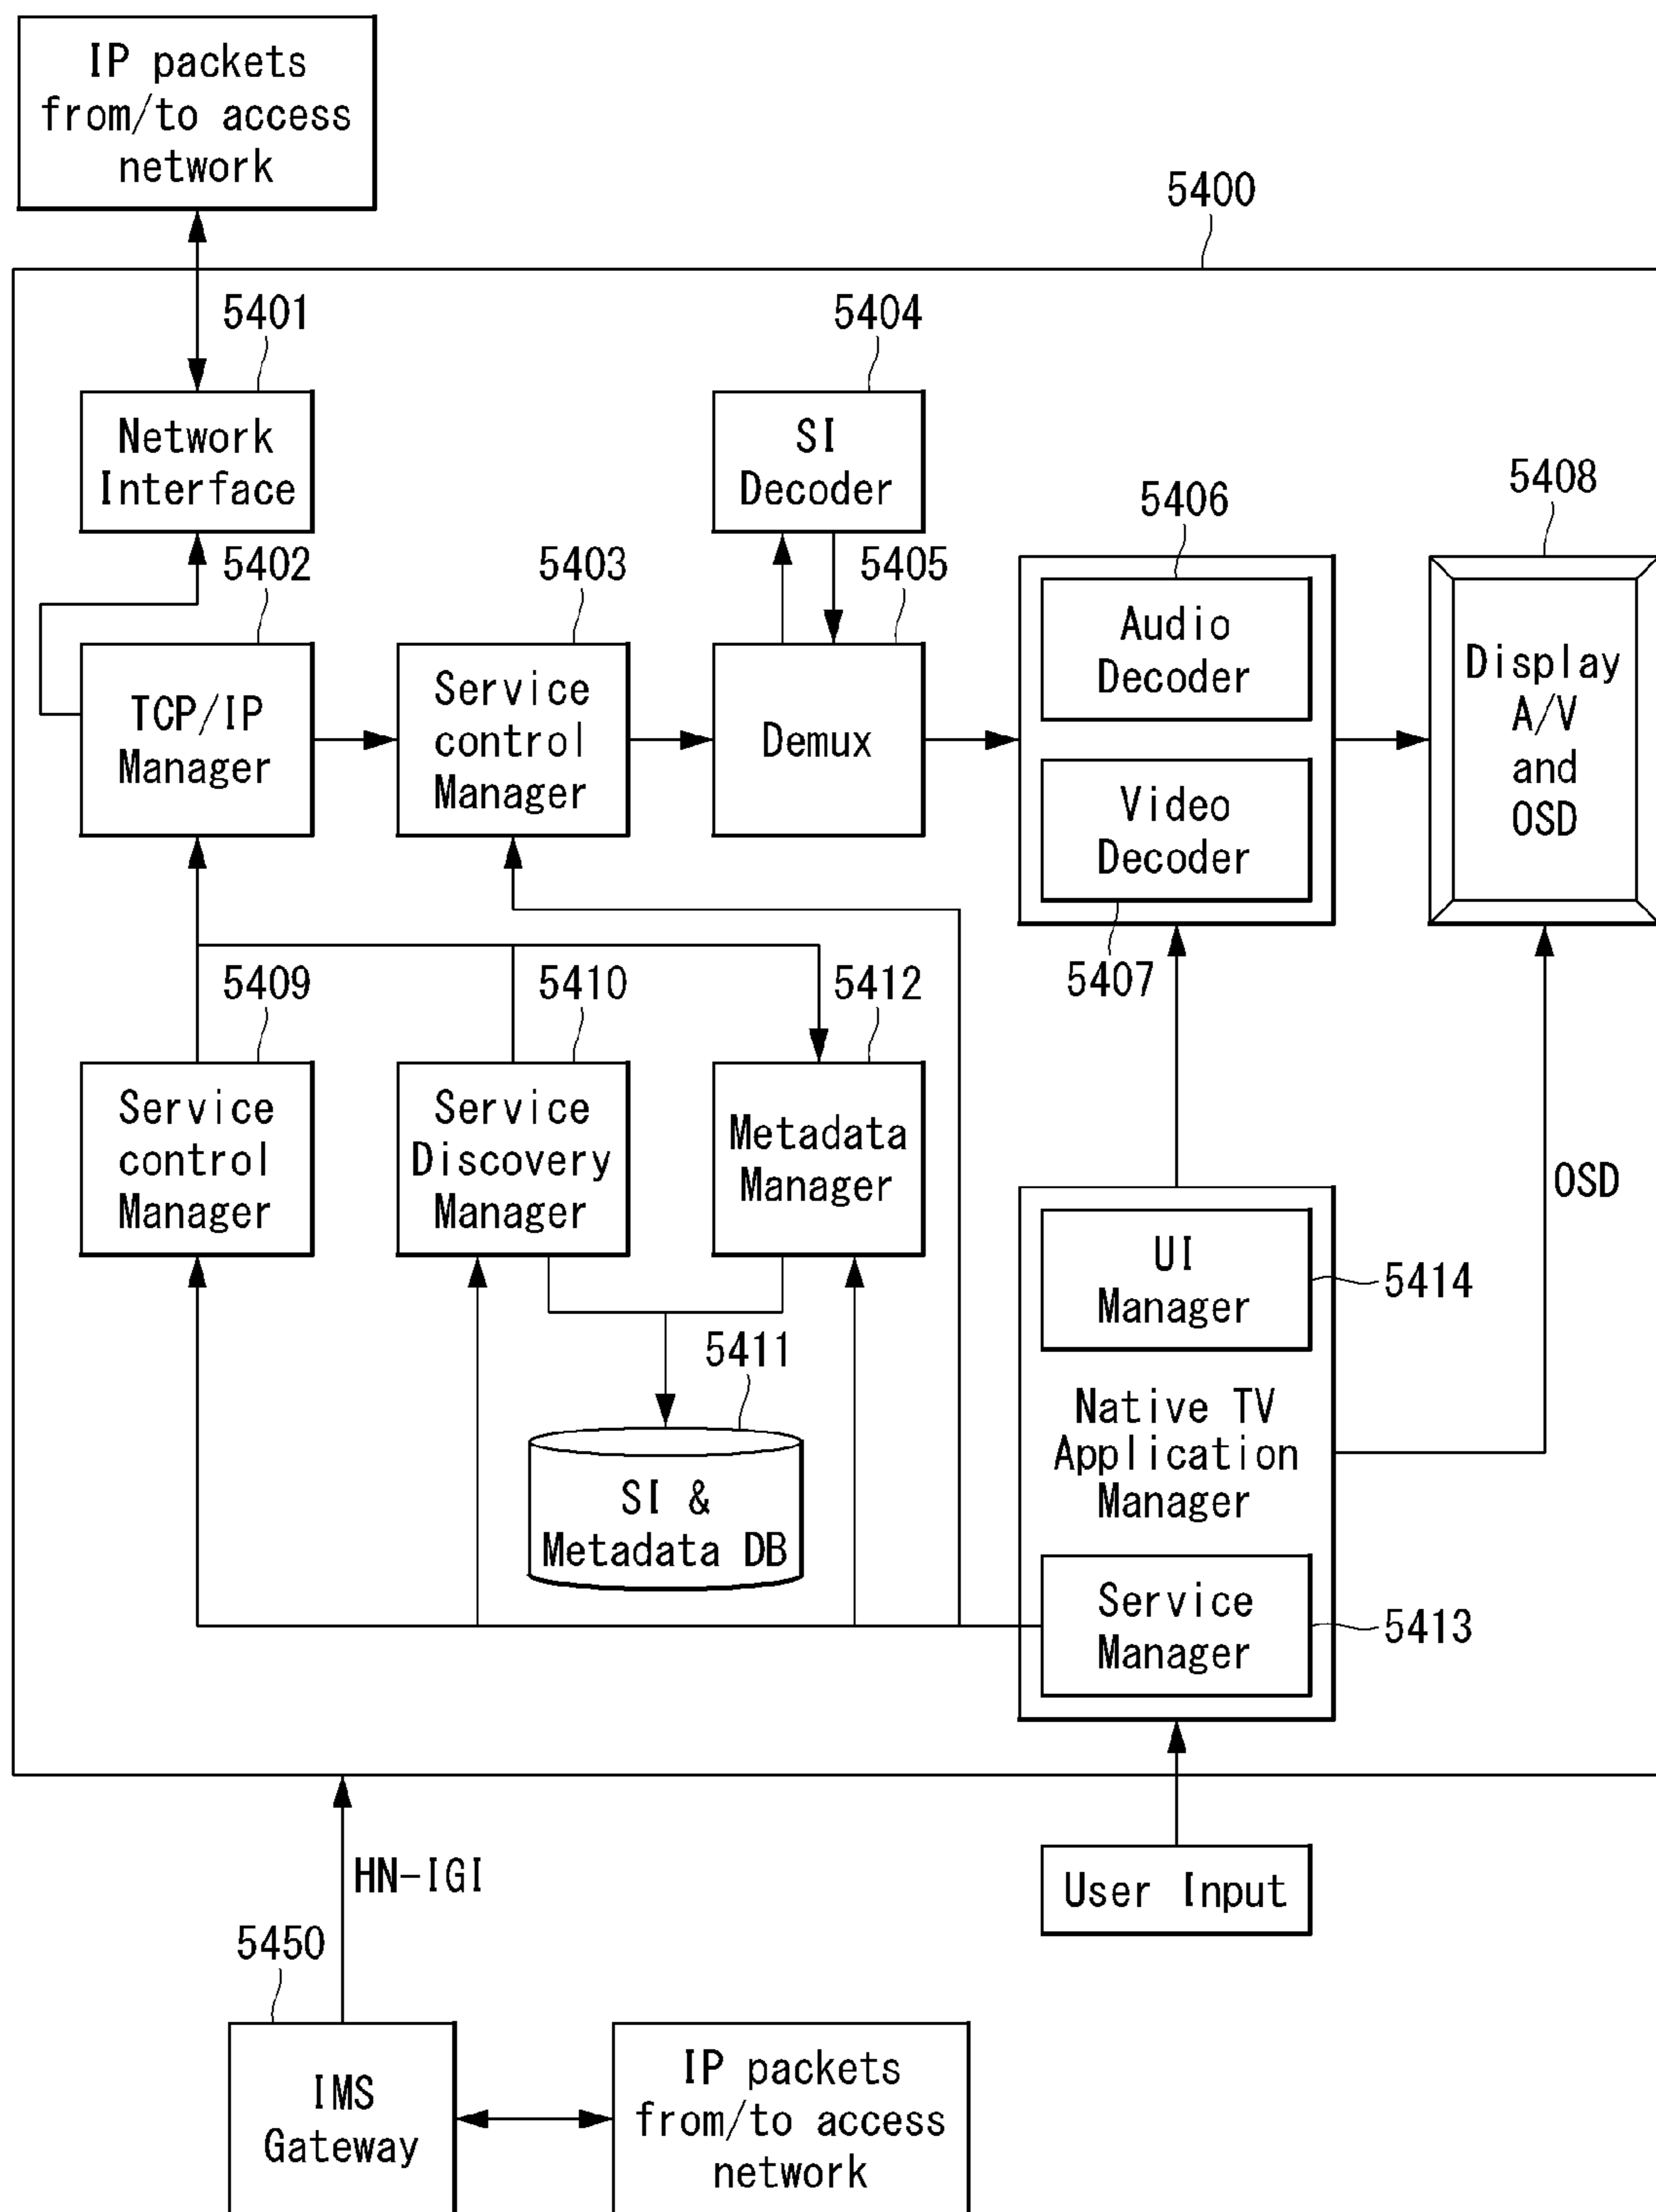 IP packets
from/to access
network
5400
5401
5404
Network
Interface
SI
Decoder
5406
5408
5402
5403
5405
Audio
Decoder
Display
A/V
and
OSD
TCP/IP
Manager
Service
control
Manager
Demux
Video
Decoder
5407
5409
5410
5412
Service
control
Manager
Service
Discovery
Manager
Metadata
Manager
OSD
UI
Manager
5414
5411
Native TV
Application
Manager
SI &
Metadata DB
Service
Manager
5413
HN-IGI
User Input
5450
IMS
Gateway
IP packets
from/to access
network